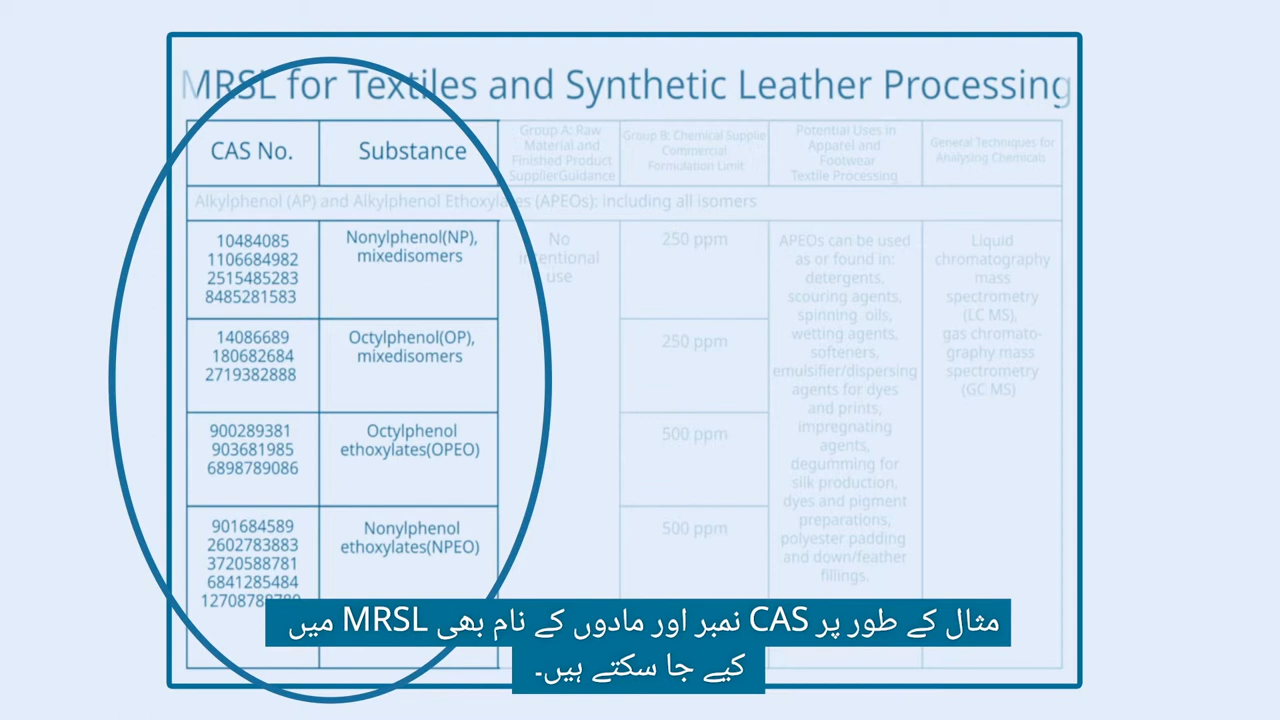 MRSL for Textiles and Synthetic Leather Processing
CAS No.
Substance
Group A: Raw
Material and
Finished Product
SupplierGuidance
Group B: Chemical Supplie
Commercial
Formulation Limit
Potential Uses in
Apparel and
Footwear
Textile Processing
General Techniques for
Analysing Chemicals
Alkylphenol (AP) and Alkylphenol Ethoxylates (APEOs): including all isomers
10484085
1106684982
2515485283
8485281583
Nonylphenol(NP),
mixedisomers
No
intentional
use
250 ppm
APEOs can be used
as or found in:
detergents,
scouring agents,
spinning oils,
wetting agents,
softeners,
emulsifier/dispersing
agents for dyes
and prints,
impregnating
agents,
degumming for
silk production,
dyes and pigment
preparations,
polyester padding
and down/feather
fillings.
Liquid
chromatography
mass
spectrometry
(LC MS),
gas chromato-
graphy mass
spectrometry
(GC MS)
14086689
180682684
2719382888
Octylphenol(OP),
mixedisomers
250 ppm
900289381
903681985
6898789086
Octylphenol
ethoxylates(OPEO)
500 ppm
901684589
2602783883
3720588781
6841285484
Nonylphenol
ethoxylates(NPEO)
500 ppm
مثال کے طور پر CAS نمبر اور مادوں کے نام بھی MRSL میں
کیے جا سکتے ہیں۔